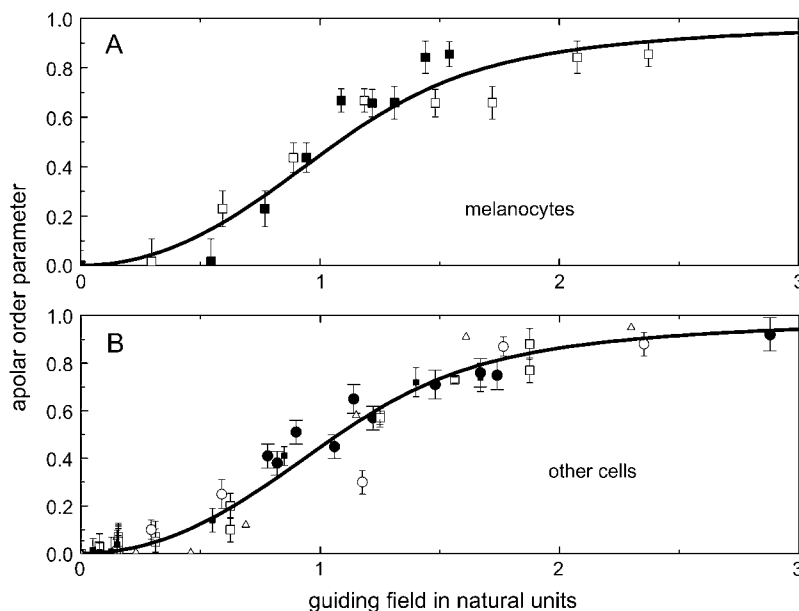 A
1.0
0.8
0.6
0.4
0.2
0.0
melanocytes
0 1 2 3
apolar order parameter
B
1.0
0.8
0.6
0.4
0.2
0.0
other cells
0 1 2 3
guiding field in natural units